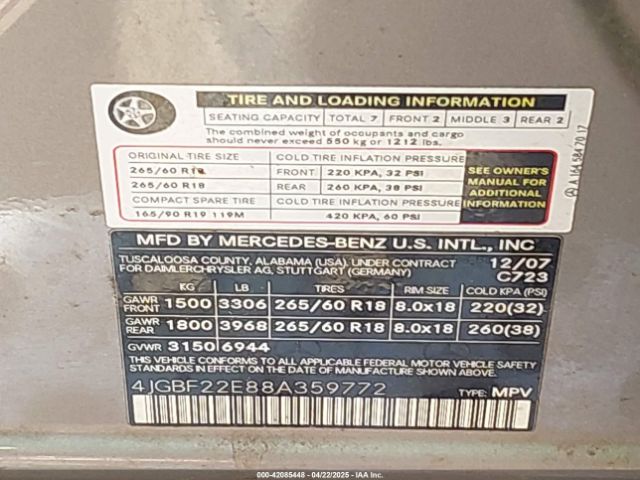 TIRE AND LOADING INFORMATION
SEATING CAPACITY TOTAL 7 FRONT 2 MIDDLE 3 REAR 2
The combined weight of occupants and cargo
should never exceed 550 kg or 1212 lbs.
ORIGINAL TIRE SIZE COLD TIRE INFLATION PRESSURE
265/60 R18 FRONT 220 KPA, 32 PSI
265/60 R18 REAR 260 KPA, 38 PSI
COMPACT SPARE TIRE COLD TIRE INFLATION PRESSURE
165/90 R19 119M 420 KPA, 60 PSI
SEE OWNER'S
MANUAL FOR
ADDITIONAL
INFORMATION
A 164 584 70 17
MFD BY MERCEDES-BENZ U.S. INTL., INC
TUSCALOOSA COUNTY, ALABAMA (USA), UNDER CONTRACT 12/07
FOR DAIMLERCHRYSLER AG, STUTTGART (GERMANY) C723
KG LB TIRES RIM SIZE COLD KPA (PSI)
GAWR FRONT 1500 3306 265/60 R18 8.0x18 220(32)
GAWR REAR 1800 3968 265/60 R18 8.0x18 260(38)
GVWR 3150 6944
THIS VEHICLE CONFORMS TO ALL APPLICABLE FEDERAL MOTOR VEHICLE SAFETY
STANDARDS IN EFFECT ON THE DATE OF MANUFACTURE SHOWN ABOVE.
4JGBF22E88A359772 TYPE: MPV
000-42085448 - 04/22/2025 - IAA Inc.